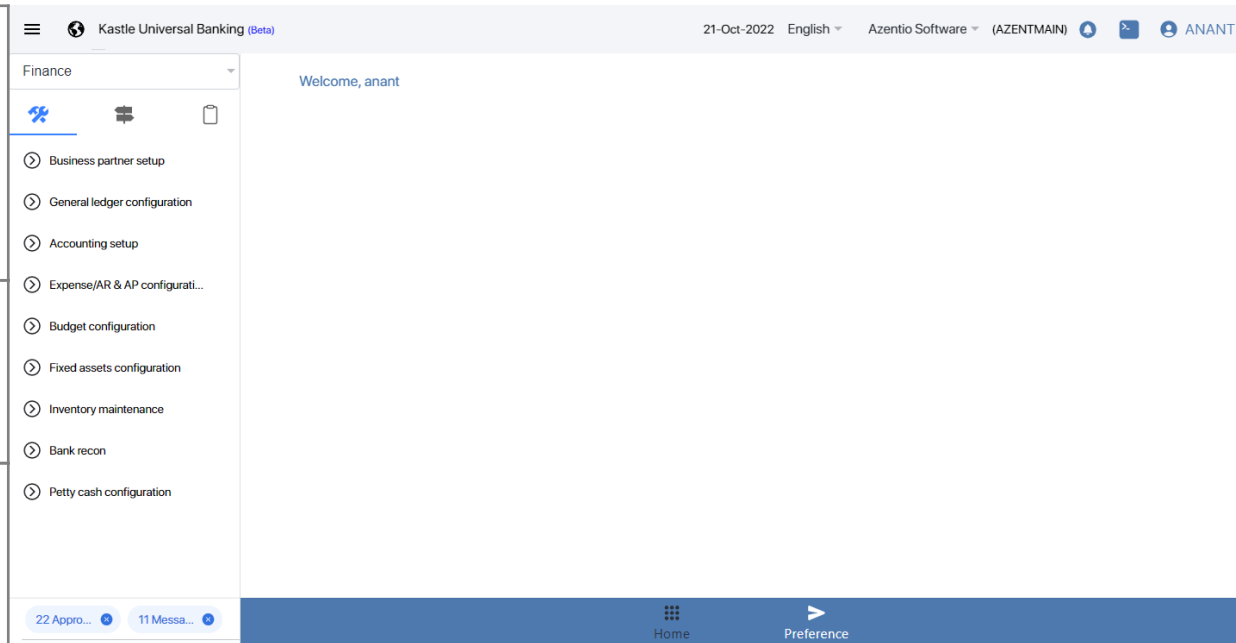 Kastle Universal Banking (Beta)
21-Oct-2022 English Azentio Software (AZENTMAIN) ANANT
Finance
Welcome, anant
Business partner setup
General ledger configuration
Accounting setup
Expense/AR & AP configurati...
Budget configuration
Fixed assets configuration
Inventory maintenance
Bank recon
Petty cash configuration
22 Appro... 11 Messa...
Home Preference